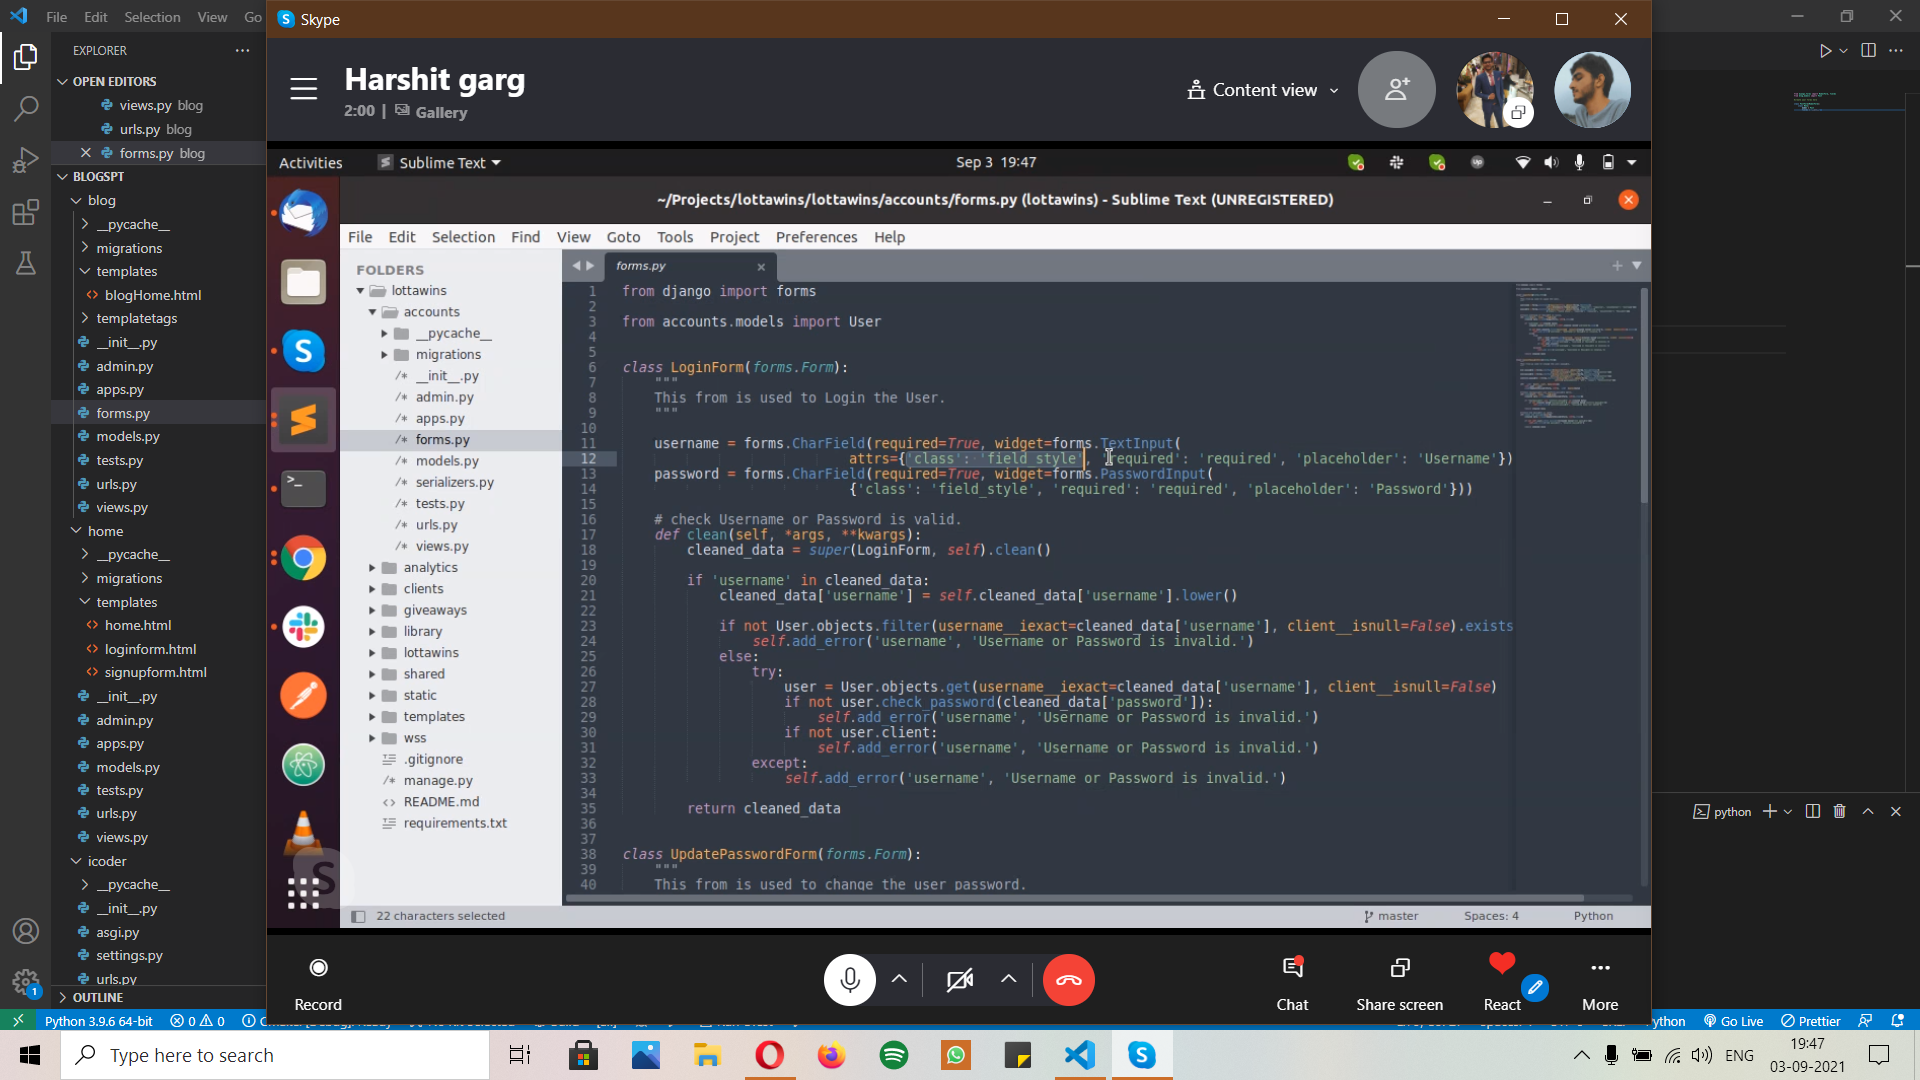 File Edit Selection View Go
Skype
EXPLORER
OPEN EDITORS
views.py blog
urls.py blog
forms.py blog
BLOGSPT
blog
__pycache__
migrations
templates
blogHome.html
templatetags
__init__.py
admin.py
apps.py
forms.py
models.py
tests.py
urls.py
views.py
home
__pycache__
migrations
templates
home.html
loginform.html
signupform.html
__init__.py
admin.py
apps.py
models.py
tests.py
urls.py
views.py
icoder
__pycache__
__init__.py
asgi.py
settings.py
urls.py
OUTLINE
Harshit garg
2:00 | Gallery
Content view
Activities
Sublime Text
Sep 3 19:47
~/Projects/lottawins/lottawins/accounts/forms.py (lottawins) - Sublime Text (UNREGISTERED)
File Edit Selection Find View Goto Tools Project Preferences Help
FOLDERS
lottawins
accounts
__pycache__
migrations
/* __init__.py
/* admin.py
/* apps.py
/* forms.py
/* models.py
/* serializers.py
/* tests.py
/* urls.py
/* views.py
analytics
clients
giveaways
library
lottawins
shared
static
templates
wss
.gitignore
/* manage.py
<> README.md
requirements.txt
forms.py
1 from django import forms
2
3 from accounts.models import User
4
5
6 class LoginForm(forms.Form):
7 """
8 This from is used to Login the User.
9 """
10
11 username = forms.CharField(required=True, widget=forms.TextInput(
12 attrs={'class': 'field_style', 'required': 'required', 'placeholder': 'Username'})
13 password = forms.CharField(required=True, widget=forms.PasswordInput(
14 {'class': 'field_style', 'required': 'required', 'placeholder': 'Password'}))
15
16 # check Username or Password is valid.
17 def clean(self, *args, **kwargs):
18 cleaned_data = super(LoginForm, self).clean()
19
20 if 'username' in cleaned_data:
21 cleaned_data['username'] = self.cleaned_data['username'].lower()
22
23 if not User.objects.filter(username__iexact=cleaned_data['username'], client__isnull=False).exists
24 self.add_error('username', 'Username or Password is invalid.')
25 else:
26 try:
27 user = User.objects.get(username__iexact=cleaned_data['username'], client__isnull=False)
28 if not user.check_password(cleaned_data['password']):
29 self.add_error('username', 'Username or Password is invalid.')
30 if not user.client:
31 self.add_error('username', 'Username or Password is invalid.')
32 except:
33 self.add_error('username', 'Username or Password is invalid.')
34
35 return cleaned_data
36
37
38 class UpdatePasswordForm(forms.Form):
39 """
40 This from is used to change the user password.
22 characters selected
master
Spaces: 4
Python
python
Record
Chat
Share screen
React
More
1
Python 3.9.6 64-bit
0 0
Go Live
Prettier
Type here to search
ENG
19:47
03-09-2021